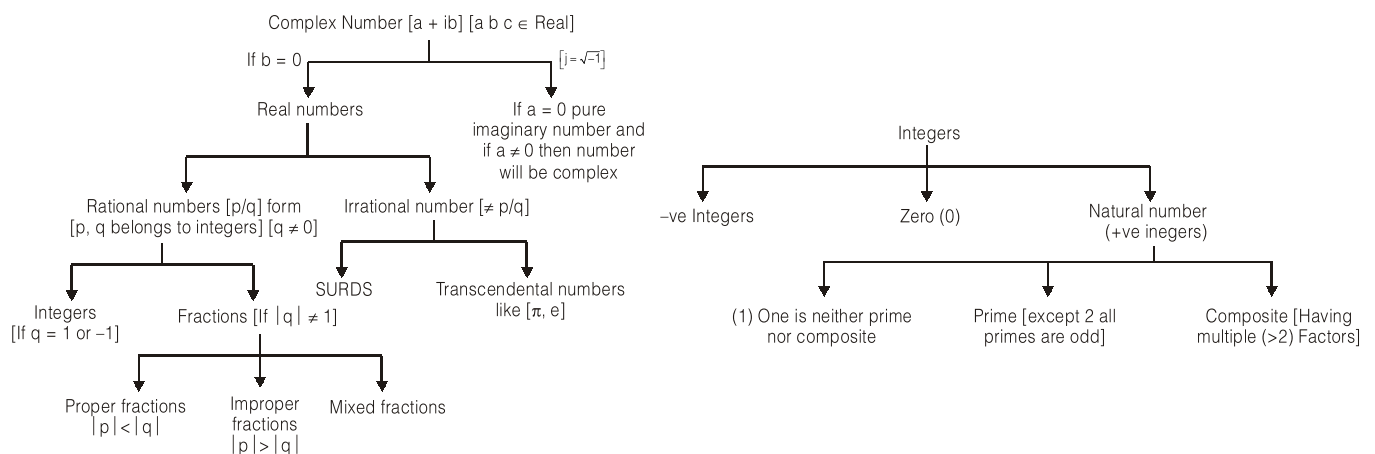 Complex Number [a + ib] [a b c ∈ Real]
If b = 0
[j = √−1]
Real numbers
If a = 0 pure
imaginary number and
if a ≠ 0 then number
will be complex
Rational numbers [p/q] form
[p, q belongs to integers] [q ≠ 0]
Irrational number [≠ p/q]
Integers
[If q = 1 or −1]
Fractions [If |q| ≠ 1]
SURDS
Transcendental numbers
like [π, e]
Proper fractions
|p|<|q|
Improper
fractions
|p|>|q|
Mixed fractions
Integers
−ve Integers
Zero (0)
Natural number
(+ve inegers)
(1) One is neither prime
nor composite
Prime [except 2 all
primes are odd]
Composite [Having
multiple (>2) Factors]